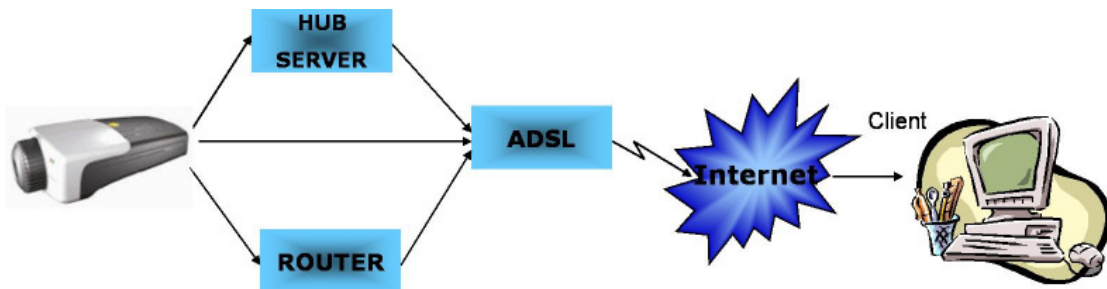 HUB
SERVER
ADSL
Internet
Client
ROUTER